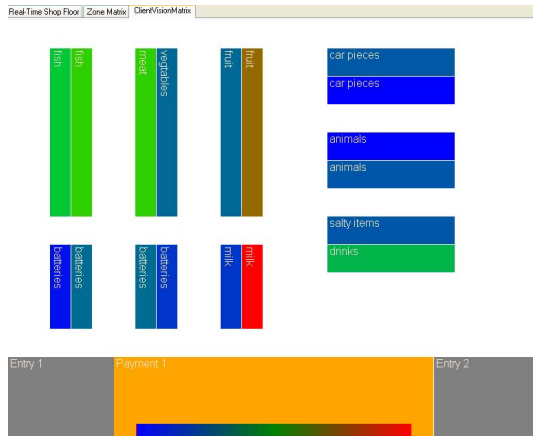 Real-Time Shop Floor Zone Matrix ClientVisionMatrix
fish fish meat vegtables fruit fruit
car pieces
car pieces
animals
animals
salty items
drinks
batteries batteries batteries batteries milk milk
Entry 1 Payment 1 Entry 2